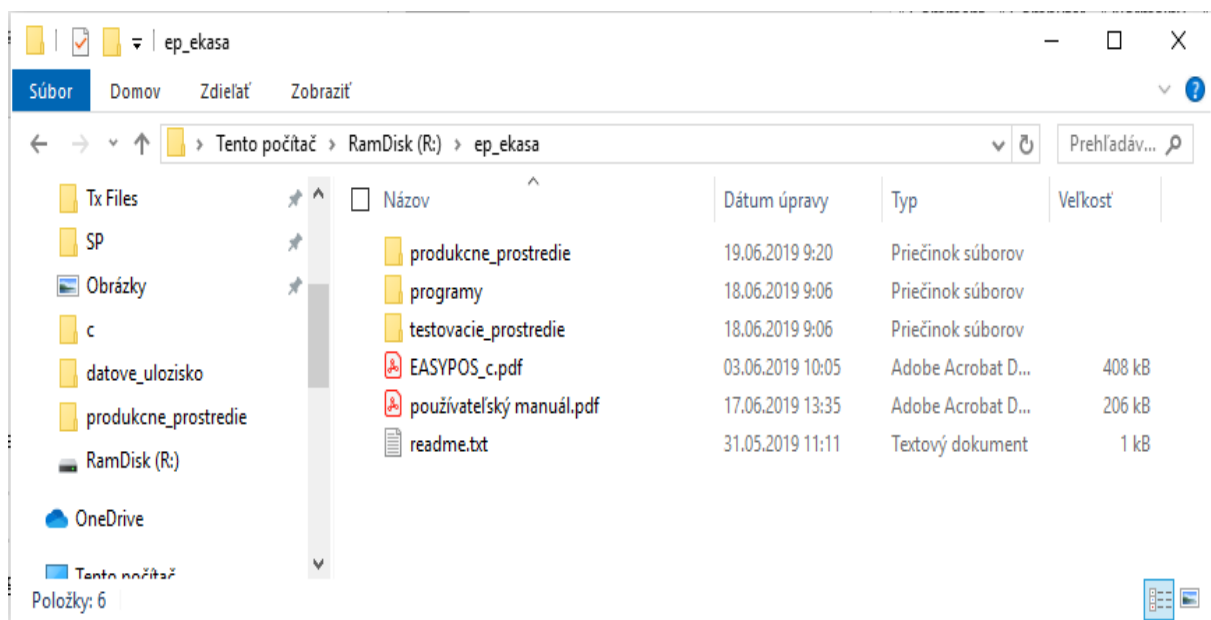 ep_ekasa
Súbor Domov Zdieľať Zobraziť
Tento počítač RamDisk (R:) ep_ekasa Prehľadáv...
Tx Files
SP
Obrázky
c
datove_ulozisko
produkcne_prostredie
RamDisk (R:)
OneDrive
Tento počítač
Názov Dátum úpravy Typ Veľkosť
produkcne_prostredie 19.06.2019 9:20 Priečinok súborov
programy 18.06.2019 9:06 Priečinok súborov
testovacie_prostredie 18.06.2019 9:06 Priečinok súborov
EASYPOS_c.pdf 03.06.2019 10:05 Adobe Acrobat D... 408 kB
používateľský manuál.pdf 17.06.2019 13:35 Adobe Acrobat D... 206 kB
readme.txt 31.05.2019 11:11 Textový dokument 1 kB
Položky: 6